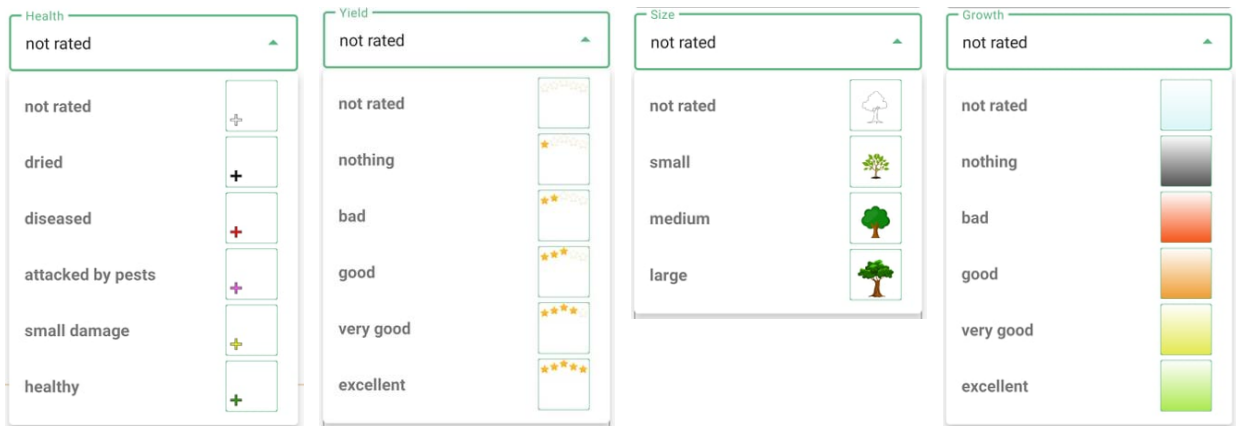 Health
not rated
not rated
dried
diseased
attacked by pests
small damage
healthy
Yield
not rated
not rated
nothing
bad
good
very good
excellent
Size
not rated
not rated
small
medium
large
Growth
not rated
not rated
nothing
bad
good
very good
excellent